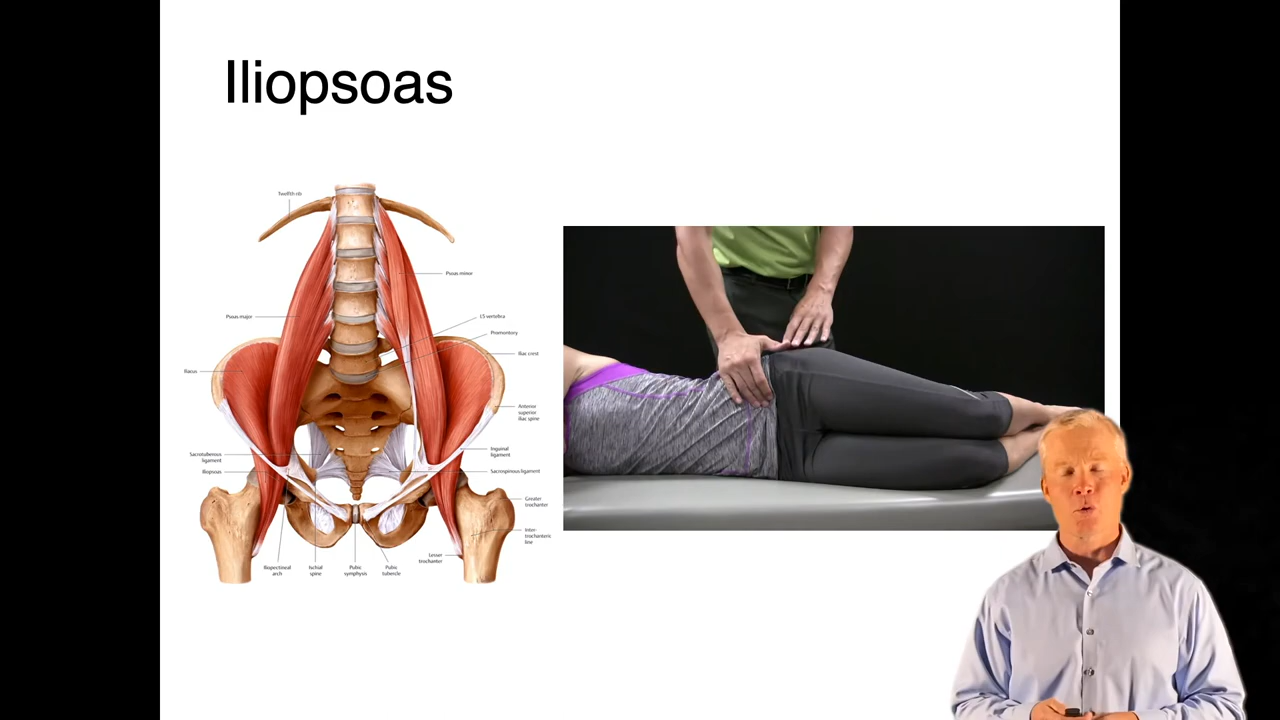 Iliopsoas
Twelfth rib
Psoas minor
Psoas major
L5 vertebra
Promontory
Iliac crest
Iliacus
Anterior
superior
iliac spine
Inguinal
ligament
Sacrotuberous
ligament
Iliopsoas
Sacrospinous ligament
Greater
trochanter
Inter-
trochanteric
line
Lesser
trochanter
Iliopectineal
arch
Ischial
spine
Pubic
symphysis
Pubic
tubercle